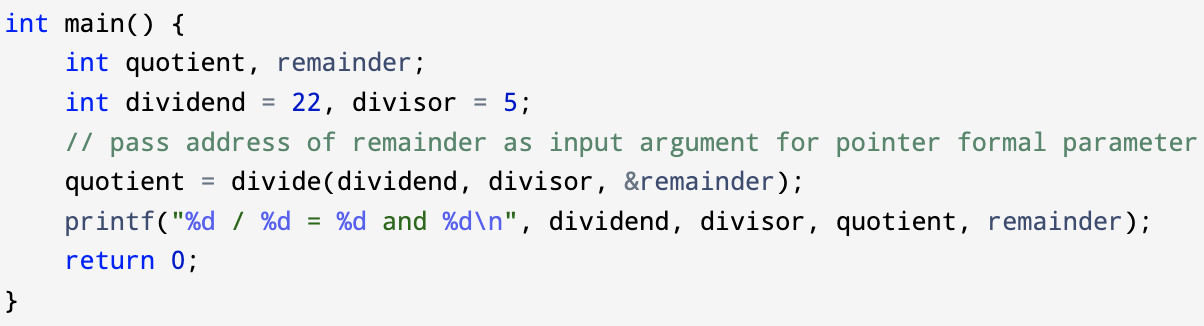 int main() {
    int quotient, remainder;
    int dividend = 22, divisor = 5;
    // pass address of remainder as input argument for pointer formal parameter
    quotient = divide(dividend, divisor, &remainder);
    printf("%d / %d = %d and %d\n", dividend, divisor, quotient, remainder);
    return 0;
}